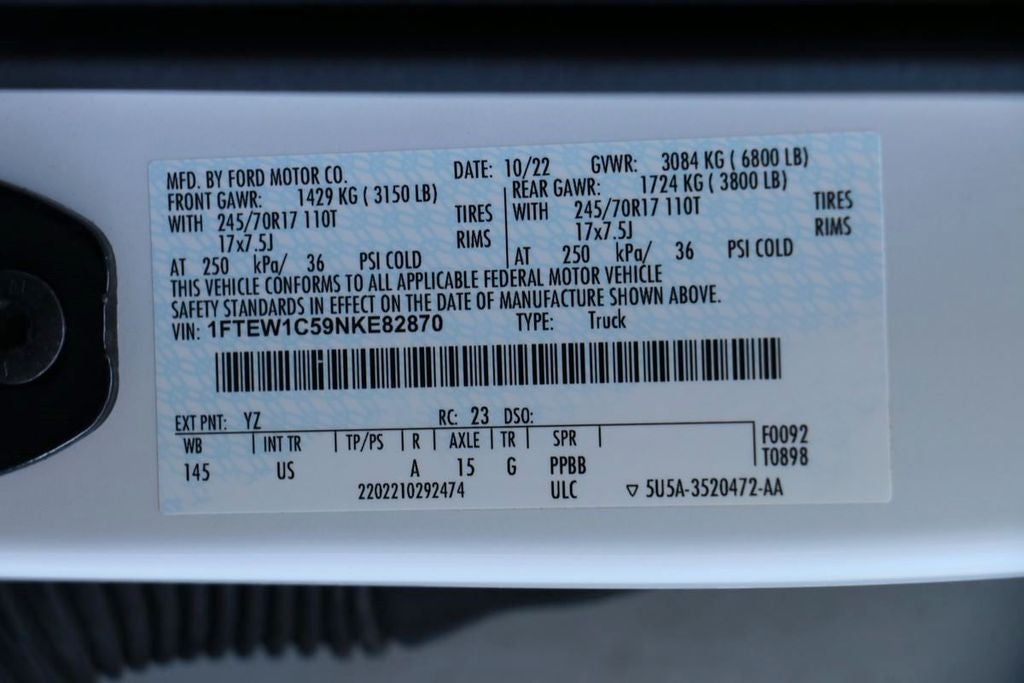 MFD. BY FORD MOTOR CO. DATE: 10/22 GVWR: 3084 KG ( 6800 LB)
FRONT GAWR: 1429 KG ( 3150 LB) REAR GAWR: 1724 KG ( 3800 LB)
WITH 245/70R17 110T TIRES WITH 245/70R17 110T TIRES
17x7.5J RIMS 17x7.5J RIMS
AT 250 kPa/ 36 PSI COLD AT 250 kPa/ 36 PSI COLD
THIS VEHICLE CONFORMS TO ALL APPLICABLE FEDERAL MOTOR VEHICLE
SAFETY STANDARDS IN EFFECT ON THE DATE OF MANUFACTURE SHOWN ABOVE.
VIN: 1FTEW1C59NKE82870 TYPE: Truck
EXT PNT: YZ RC: 23 DSO:
WB INT TR TP/PS R AXLE TR SPR F0092
145 US A 15 G PPBB T0898
2202210292474 ULC ▽ 5U5A-3520472-AA